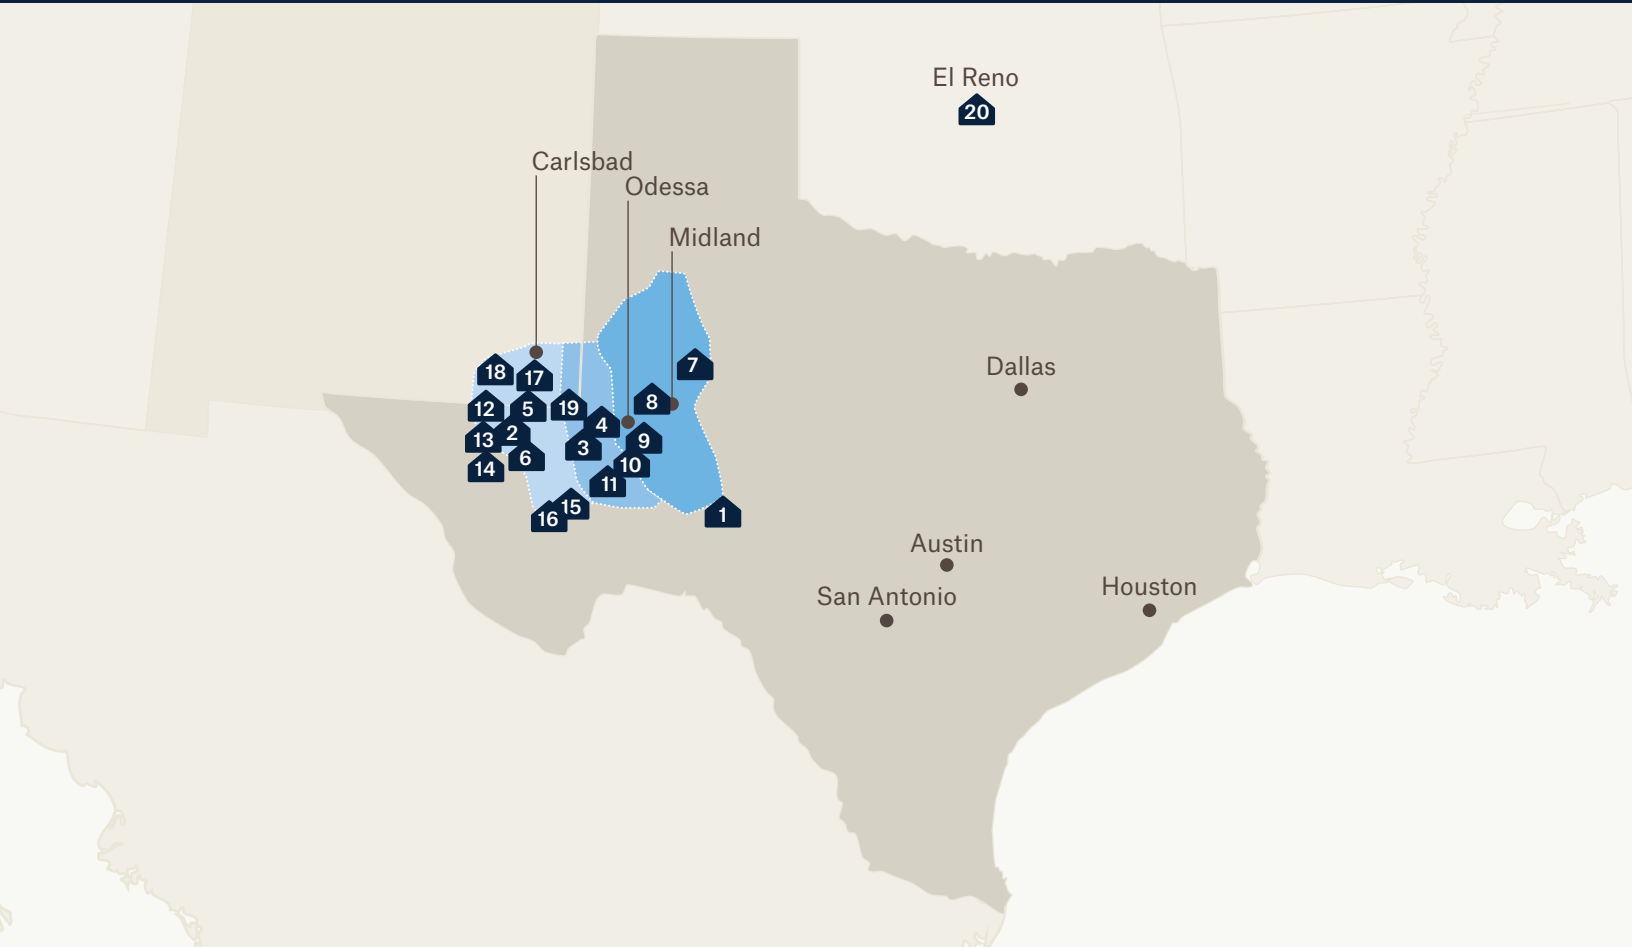 El Reno
20
Carlsbad
Odessa
Midland
18
17
7
12
5
19
8
Dallas
13
2
4
3
9
14
6
10
11
16
15
1
Austin
San Antonio
Houston